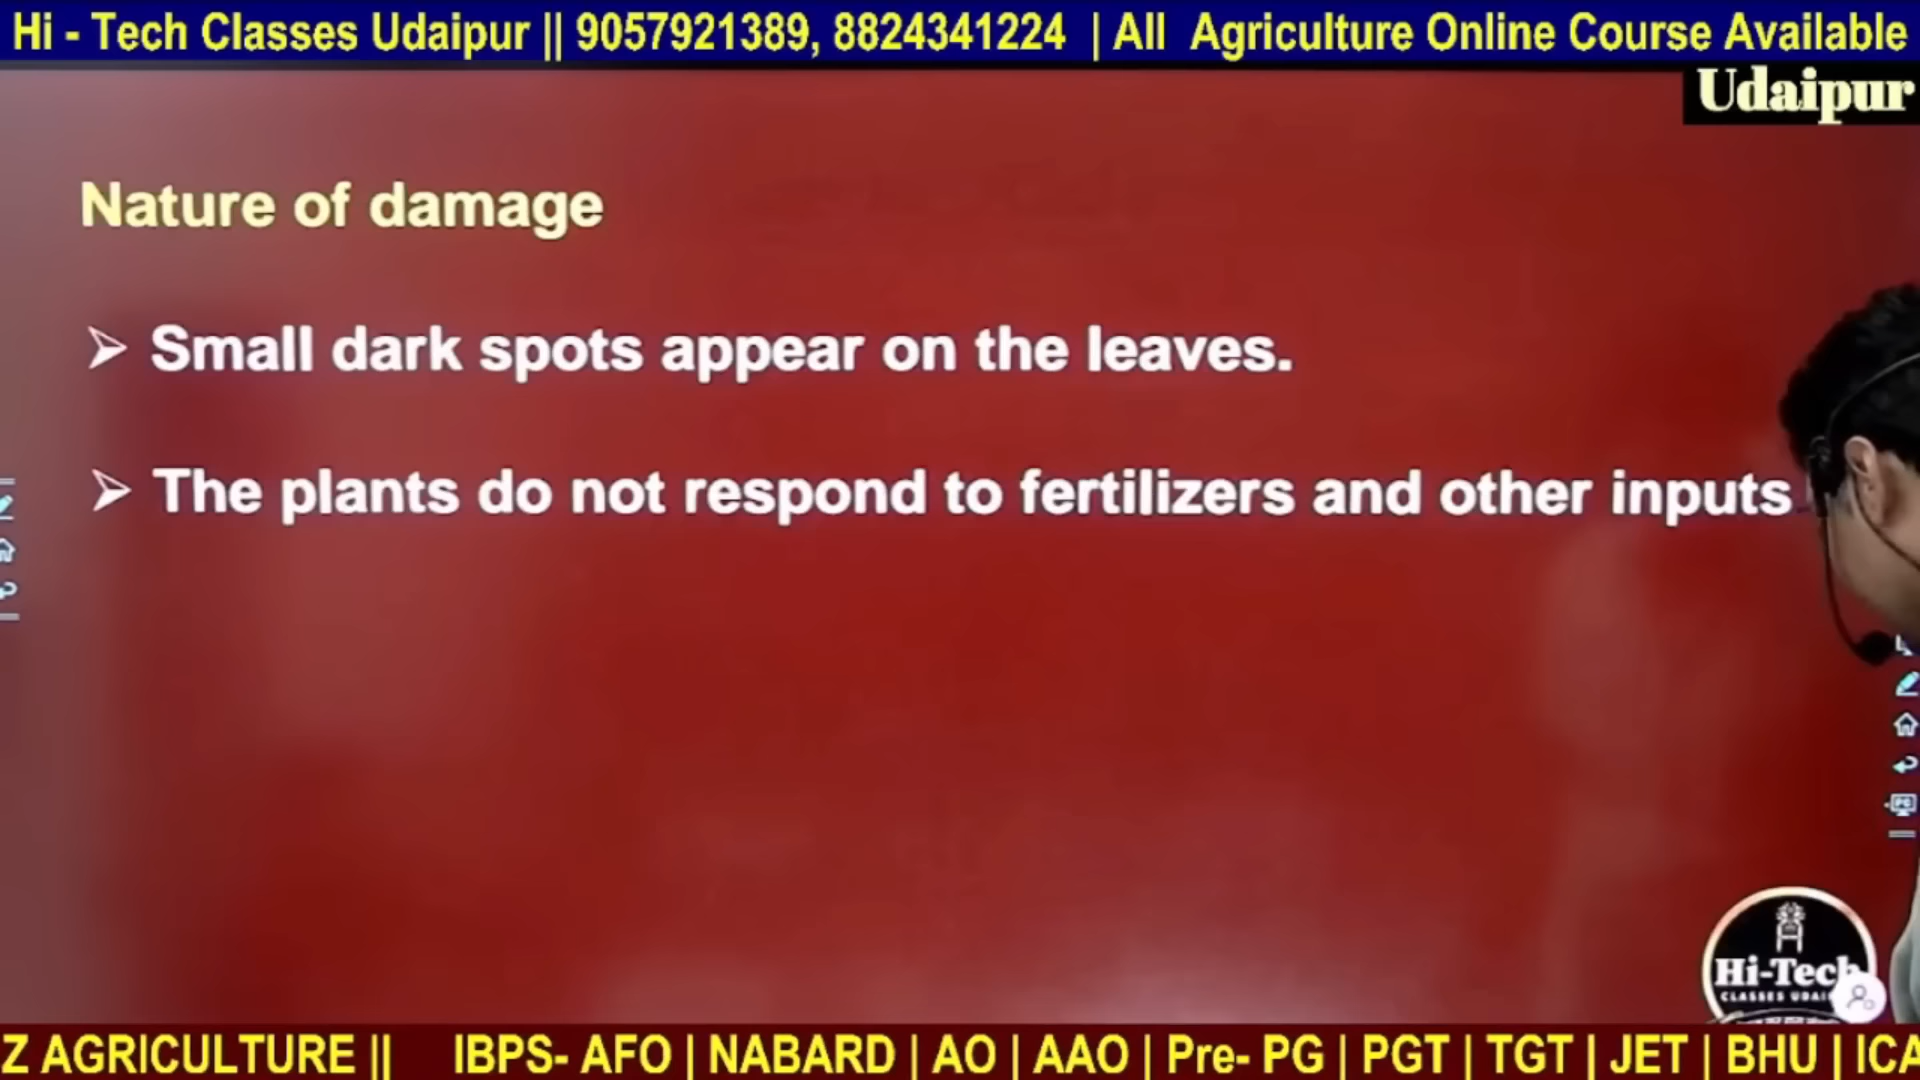 Hi - Tech Classes Udaipur || 9057921389, 8824341224 | All Agriculture Online Course Available
Udaipur
Nature of damage
➢ Small dark spots appear on the leaves.
➢ The plants do not respond to fertilizers and other inputs
Hi-Tech
CLASSES UDAI
Z AGRICULTURE || IBPS- AFO | NABARD | AO | AAO | Pre- PG | PGT | TGT | JET | BHU | ICA